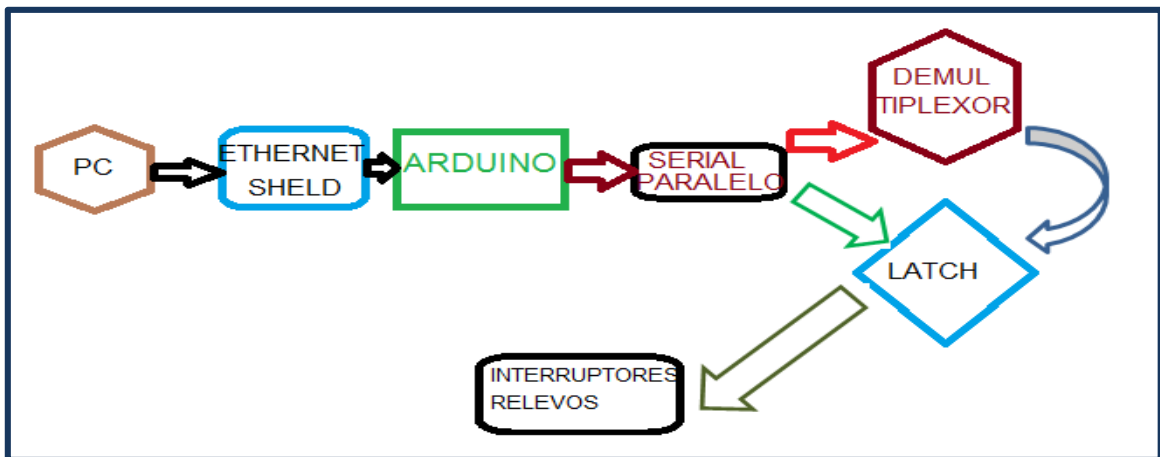 PC
ETHERNET
SHELD
ARDUINO
SERIAL
PARALELO
DEMUL
TIPLEXOR
LATCH
INTERRUPTORES
RELEVOS